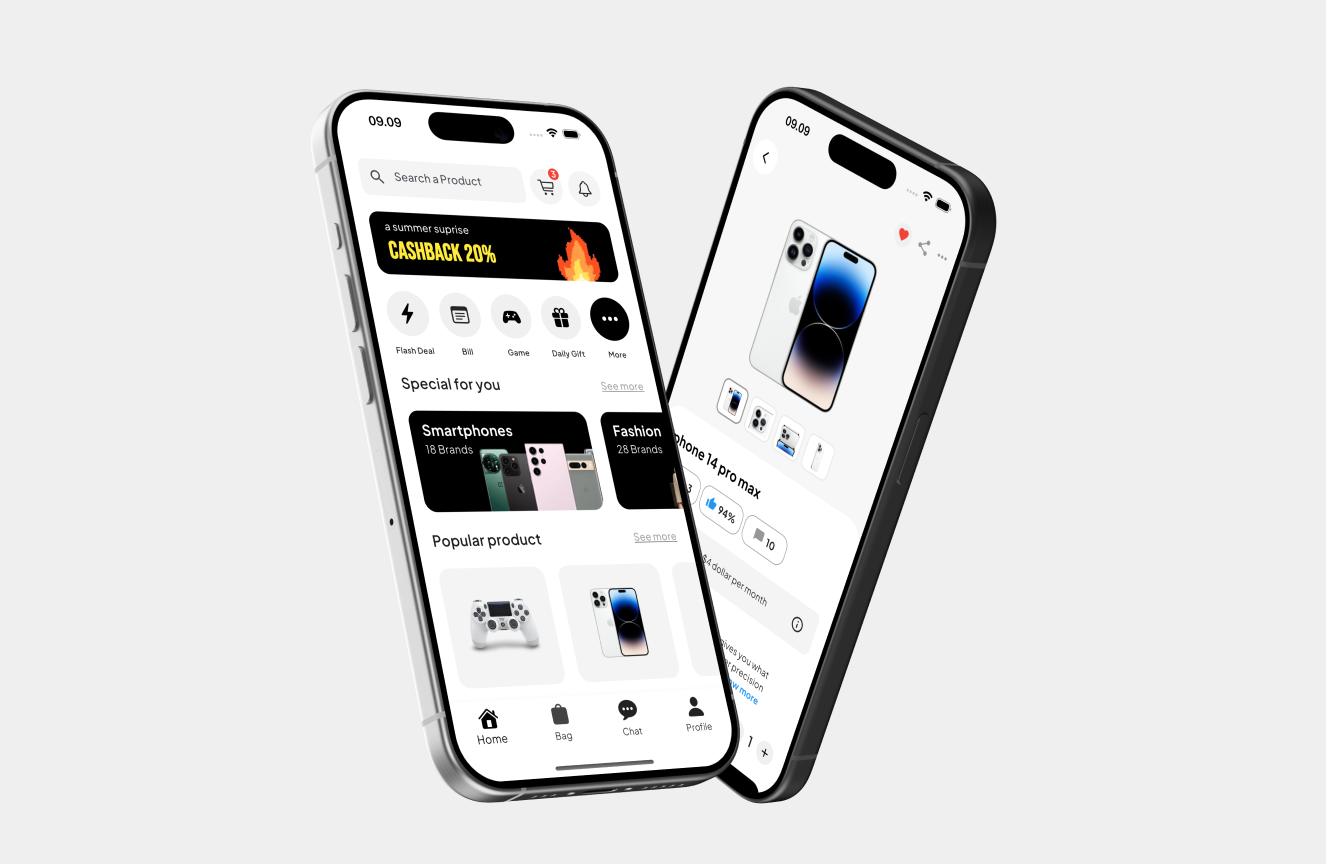 09.09
Search a Product
3
a summer suprise
CASHBACK 20%
Flash Deal
Bill
Game
Daily Gift
More
Special for you
See more
Smartphones
18 Brands
Fashion
28 Brands
Popular product
See more
Home
Bag
Chat
Profile
09.09
phone 14 pro max
3
94%
10
$4 dollar per month
gives you what
precision
more
1
+